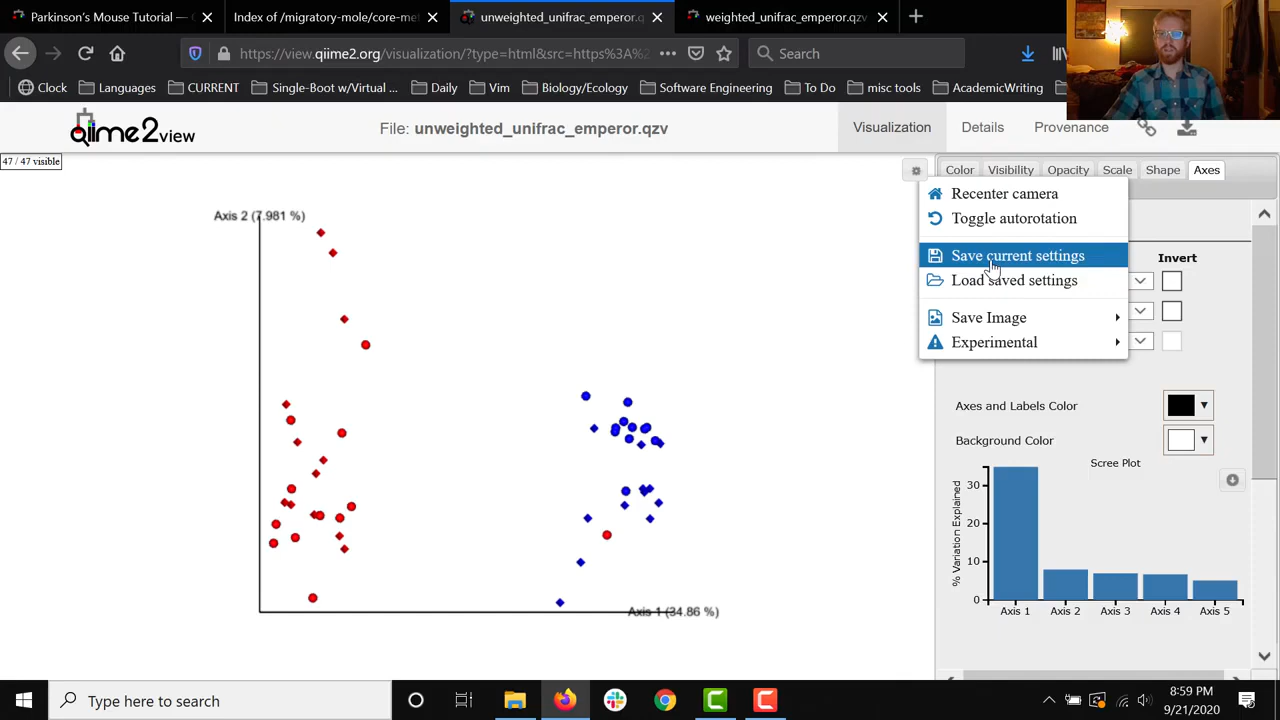 Parkinson's Mouse Tutorial —
Index of /migratory-mole/core-met
unweighted_unifrac_emperor.q
weighted_unifrac_emperor.qzv
https://view.qiime2.org/visualization/?type=html&src=https%3A%2
Search
Clock
Languages
CURRENT
Single-Boot w/Virtual
Daily
Vim
Biology/Ecology
Software Engineering
To Do
misc tools
AcademicWriting
qiime2view
File: unweighted_unifrac_emperor.qzv
Visualization
Details
Provenance
47 / 47 visible
Color
Visibility
Opacity
Scale
Shape
Axes
Recenter camera
Toggle autorotation
Save current settings
Load saved settings
Save Image
Experimental
Invert
Axis 2 (7.981 %)
Axis 1 (34.86 %)
Axes and Labels Color
Background Color
Scree Plot
% Variation Explained
30
20
10
0
Axis 1
Axis 2
Axis 3
Axis 4
Axis 5
Type here to search
8:59 PM
9/21/2020